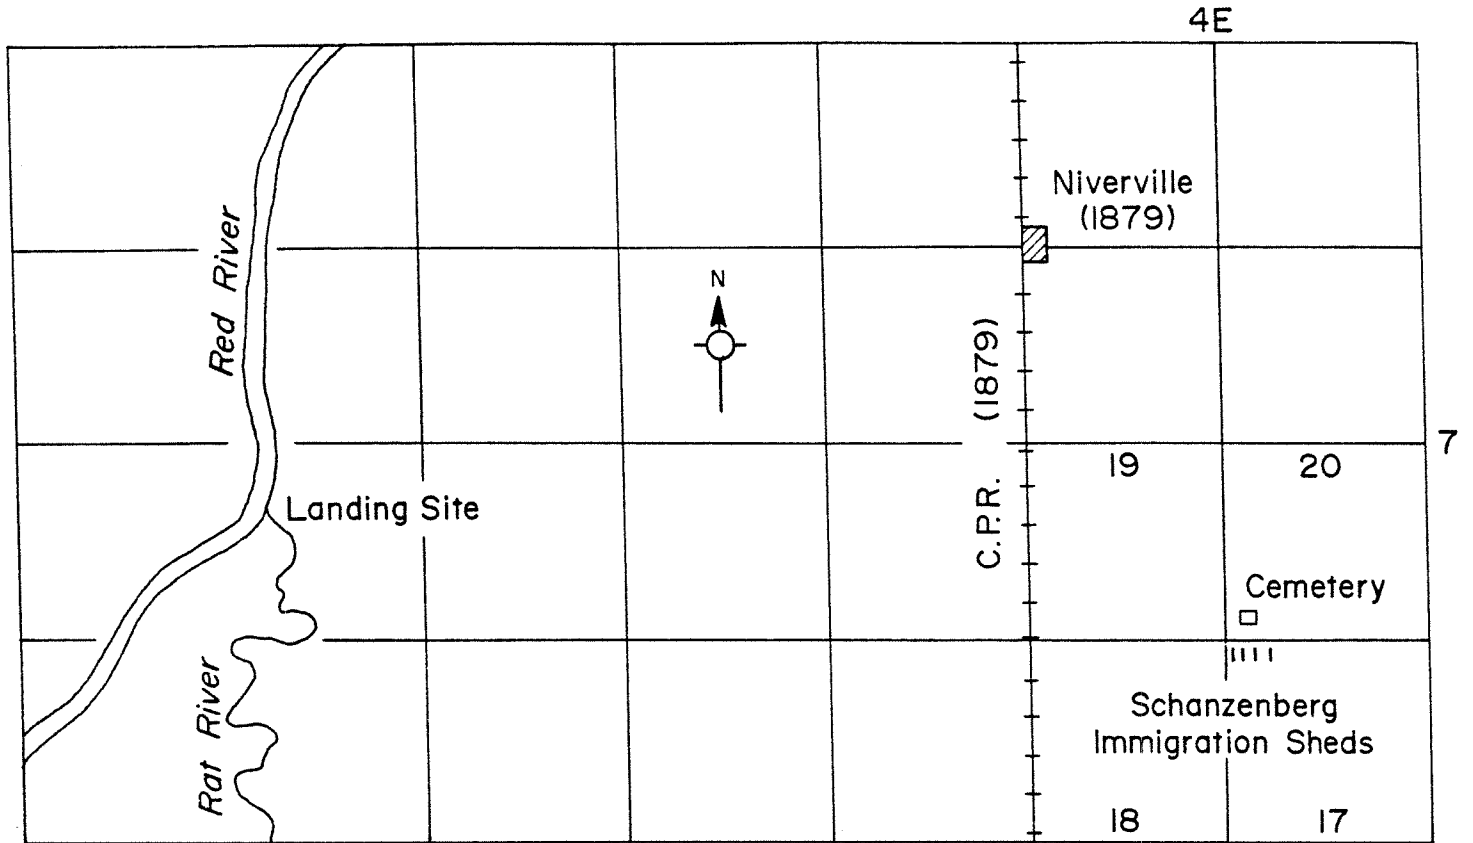 4E
Niverville
(1879)
Red River
N
C.P.R. (1879)
7
19
20
Landing Site
Cemetery
Rat River
Schanzenberg
Immigration Sheds
18
17